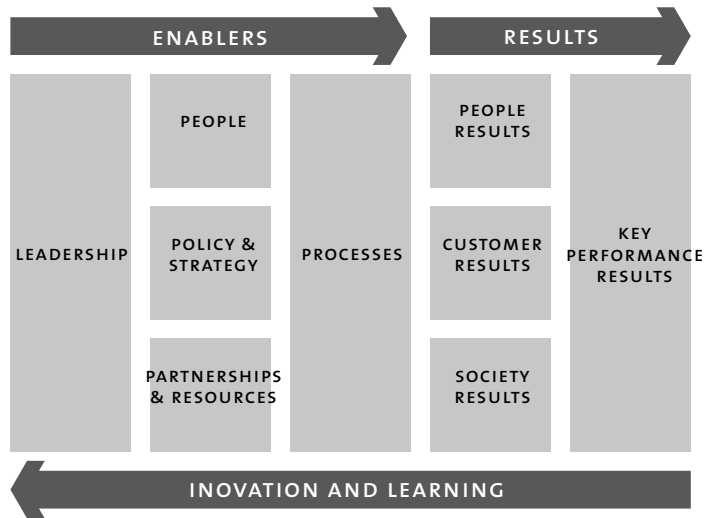 ENABLERS
RESULTS
LEADERSHIP
PEOPLE
POLICY &
STRATEGY
PARTNERSHIPS
& RESOURCES
PROCESSES
PEOPLE
RESULTS
CUSTOMER
RESULTS
SOCIETY
RESULTS
KEY
PERFORMANCE
RESULTS
INOVATION AND LEARNING